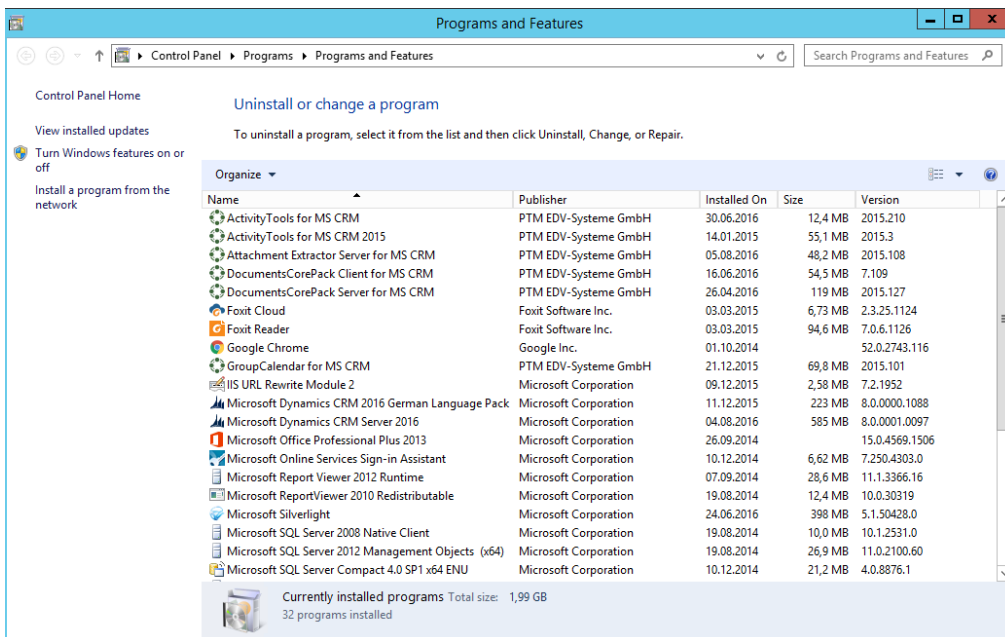 Programs and Features
Control Panel Programs Programs and Features Search Programs and Features
Control Panel Home
View installed updates
Turn Windows features on or
off
Install a program from the
network
Uninstall or change a program
To uninstall a program, select it from the list and then click Uninstall, Change, or Repair.
Organize
Name Publisher Installed On Size Version
ActivityTools for MS CRM PTM EDV-Systeme GmbH 30.06.2016 12,4 MB 2015.210
ActivityTools for MS CRM 2015 PTM EDV-Systeme GmbH 14.01.2015 55,1 MB 2015.3
Attachment Extractor Server for MS CRM PTM EDV-Systeme GmbH 05.08.2016 48,2 MB 2015.108
DocumentsCorePack Client for MS CRM PTM EDV-Systeme GmbH 16.06.2016 54,5 MB 7.109
DocumentsCorePack Server for MS CRM PTM EDV-Systeme GmbH 26.04.2016 119 MB 2015.127
Foxit Cloud Foxit Software Inc. 03.03.2015 6,73 MB 2.3.25.1124
Foxit Reader Foxit Software Inc. 03.03.2015 94,6 MB 7.0.6.1126
Google Chrome Google Inc. 01.10.2014 52.0.2743.116
GroupCalendar for MS CRM PTM EDV-Systeme GmbH 21.12.2015 69,8 MB 2015.101
IIS URL Rewrite Module 2 Microsoft Corporation 09.12.2015 2,58 MB 7.2.1952
Microsoft Dynamics CRM 2016 German Language Pack Microsoft Corporation 11.12.2015 223 MB 8.0.0000.1088
Microsoft Dynamics CRM Server 2016 Microsoft Corporation 04.08.2016 585 MB 8.0.0001.0097
Microsoft Office Professional Plus 2013 Microsoft Corporation 26.09.2014 15.0.4569.1506
Microsoft Online Services Sign-in Assistant Microsoft Corporation 10.12.2014 6,62 MB 7.250.4303.0
Microsoft Report Viewer 2012 Runtime Microsoft Corporation 07.09.2014 28,6 MB 11.1.3366.16
Microsoft ReportViewer 2010 Redistributable Microsoft Corporation 19.08.2014 12,4 MB 10.0.30319
Microsoft Silverlight Microsoft Corporation 24.06.2016 398 MB 5.1.50428.0
Microsoft SQL Server 2008 Native Client Microsoft Corporation 19.08.2014 10,0 MB 10.1.2531.0
Microsoft SQL Server 2012 Management Objects (x64) Microsoft Corporation 19.08.2014 26,9 MB 11.0.2100.60
Microsoft SQL Server Compact 4.0 SP1 x64 ENU Microsoft Corporation 10.12.2014 21,2 MB 4.0.8876.1
Currently installed programs Total size: 1,99 GB
32 programs installed